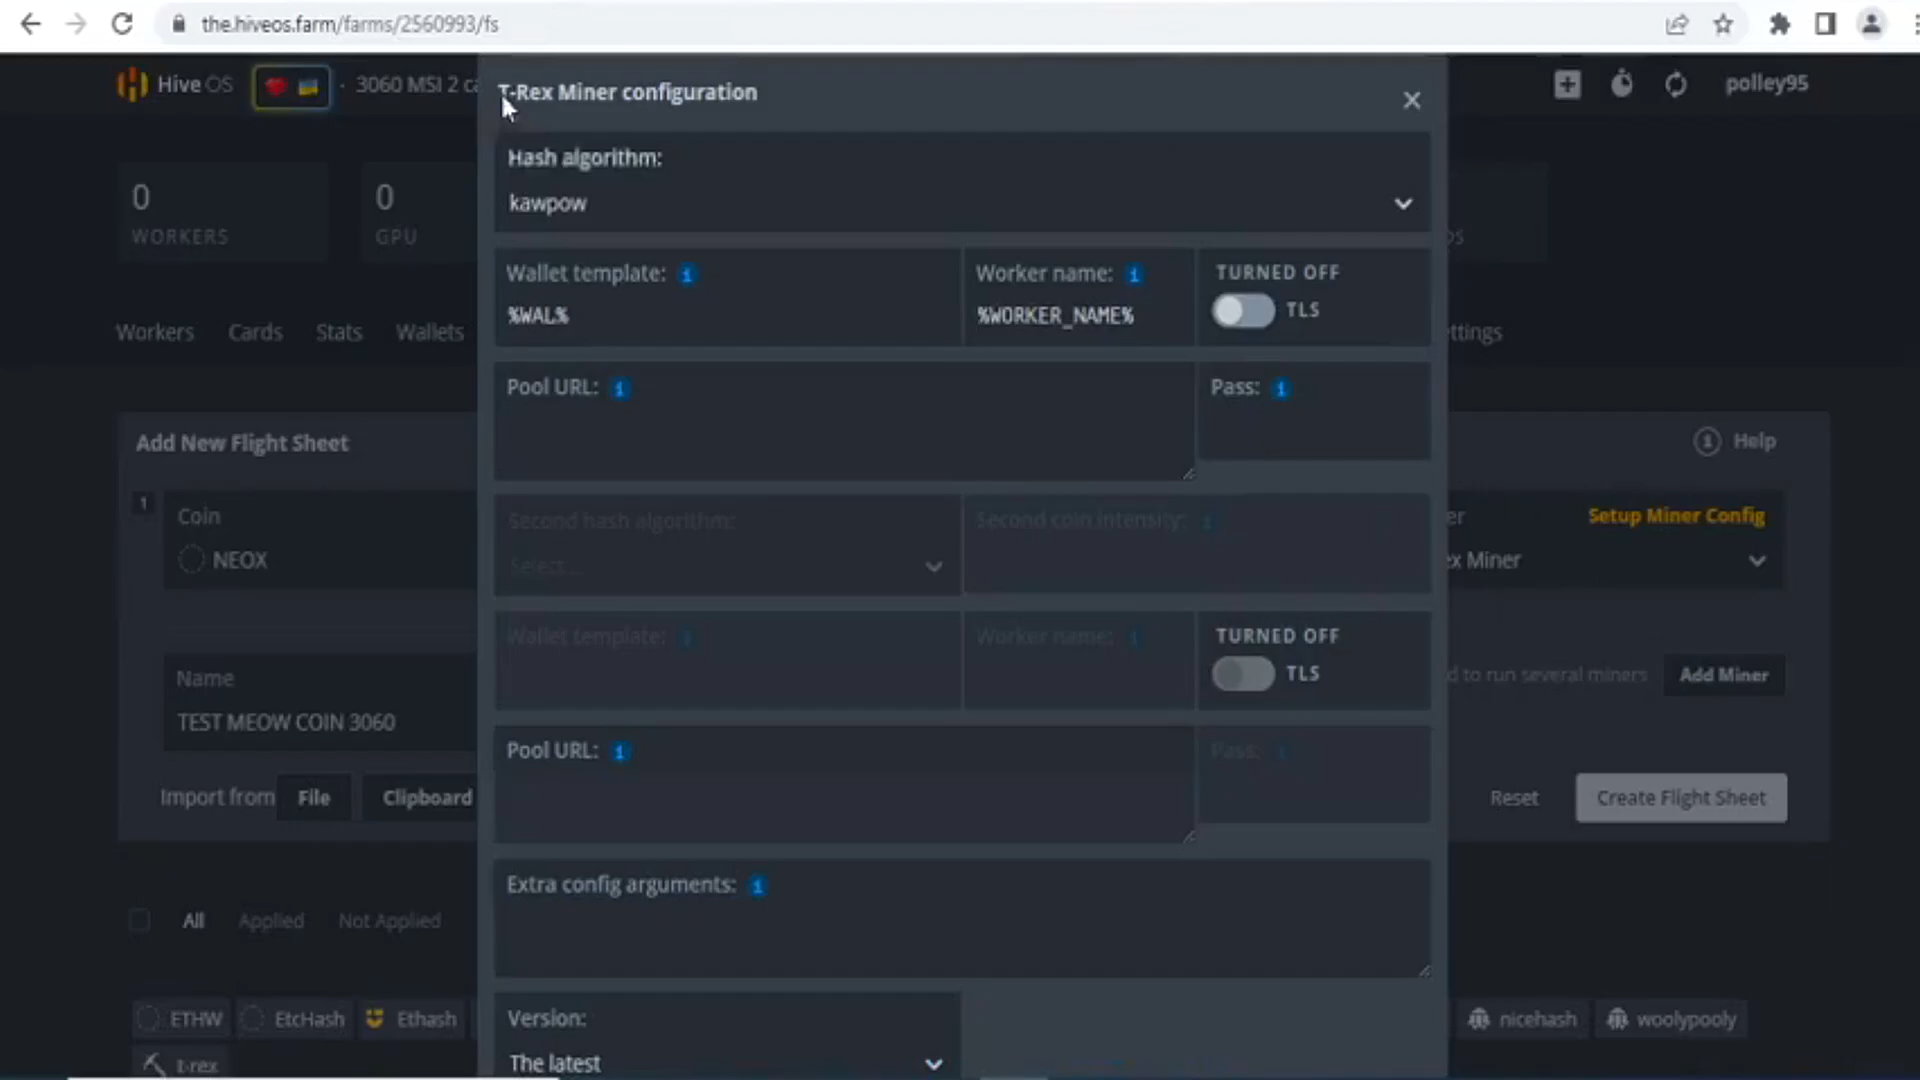 the.hiveos.farm/farms/2560993/fs
Hive OS
· 3060 MSI 2 ca
polley95
T-Rex Miner configuration
Hash algorithm:
kawpow
0
WORKERS
0
GPU
Wallet template:
%WAL%
Worker name:
%WORKER_NAME%
TURNED OFF
TLS
Workers Cards Stats Wallets
ttings
Pool URL:
Pass:
Add New Flight Sheet
Help
1
Coin
NEOX
Second hash algorithm:
Select...
Second coin intensity:
er
Setup Miner Config
ex Miner
Wallet template:
Worker name:
TURNED OFF
TLS
Name
TEST MEOW COIN 3060
d to run several miners
Add Miner
Pool URL:
Pass:
Import from File Clipboard
Reset
Create Flight Sheet
Extra config arguments:
All Applied Not Applied
Version:
The latest
ETHW EtcHash Ethash
nicehash woolypooly
t-rex